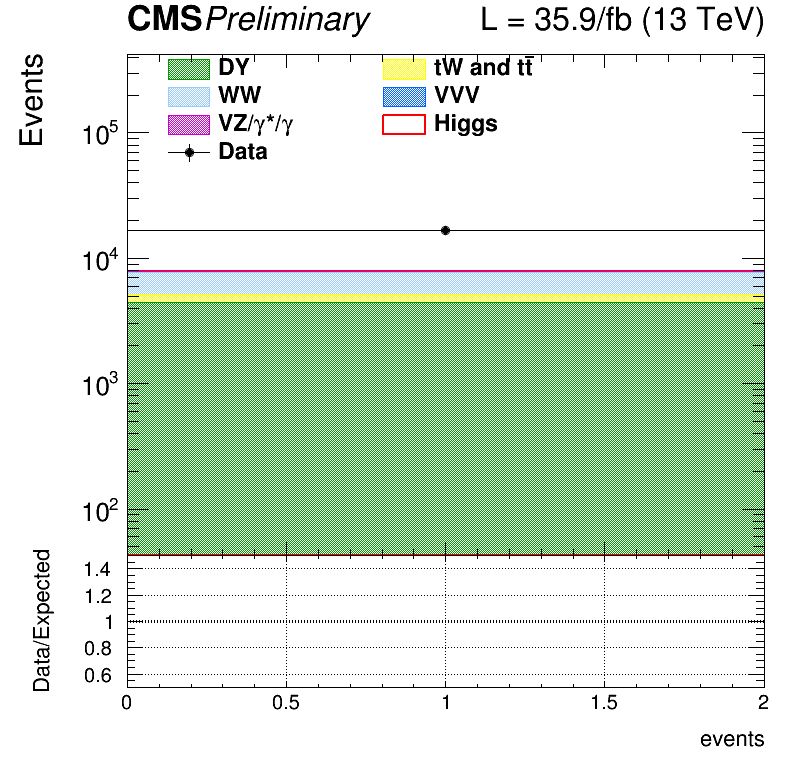 CMS Preliminary L = 35.9/fb (13 TeV)
Events
DY tW and tt̅
WW VVV
VZ/γ*/γ Higgs
Data
10⁵
10⁴
10³
10²
Data/Expected
1.4
1.2
1
0.8
0.6
0 0.5 1 1.5 2
events